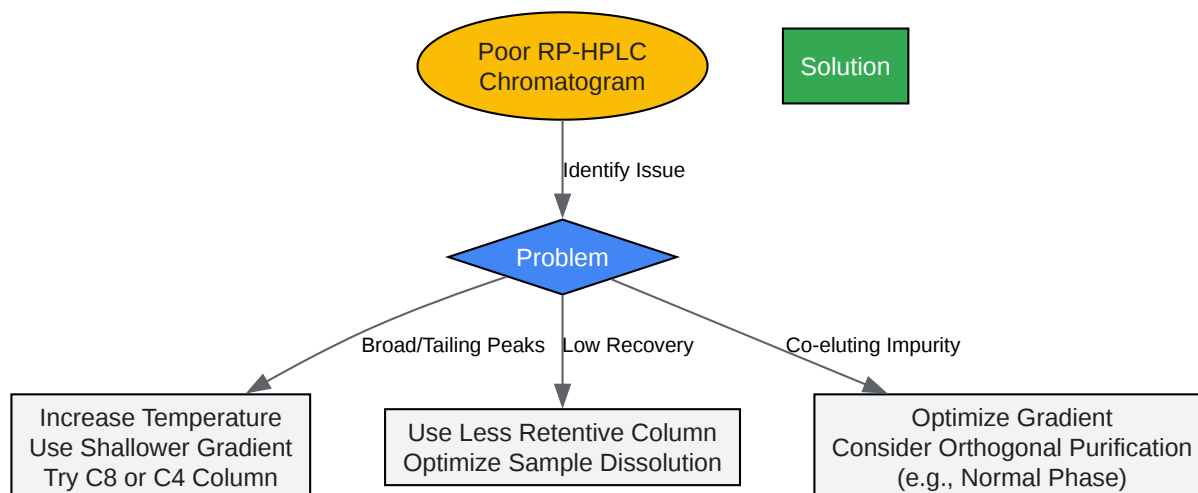 Poor RP-HPLC
Chromatogram
Solution
Identify Issue
Problem
Broad/Tailing Peaks
Low Recovery
Co-eluting Impurity
Increase Temperature
Use Shallower Gradient
Try C8 or C4 Column
Use Less Retentive Column
Optimize Sample Dissolution
Optimize Gradient
Consider Orthogonal Purification
(e.g., Normal Phase)